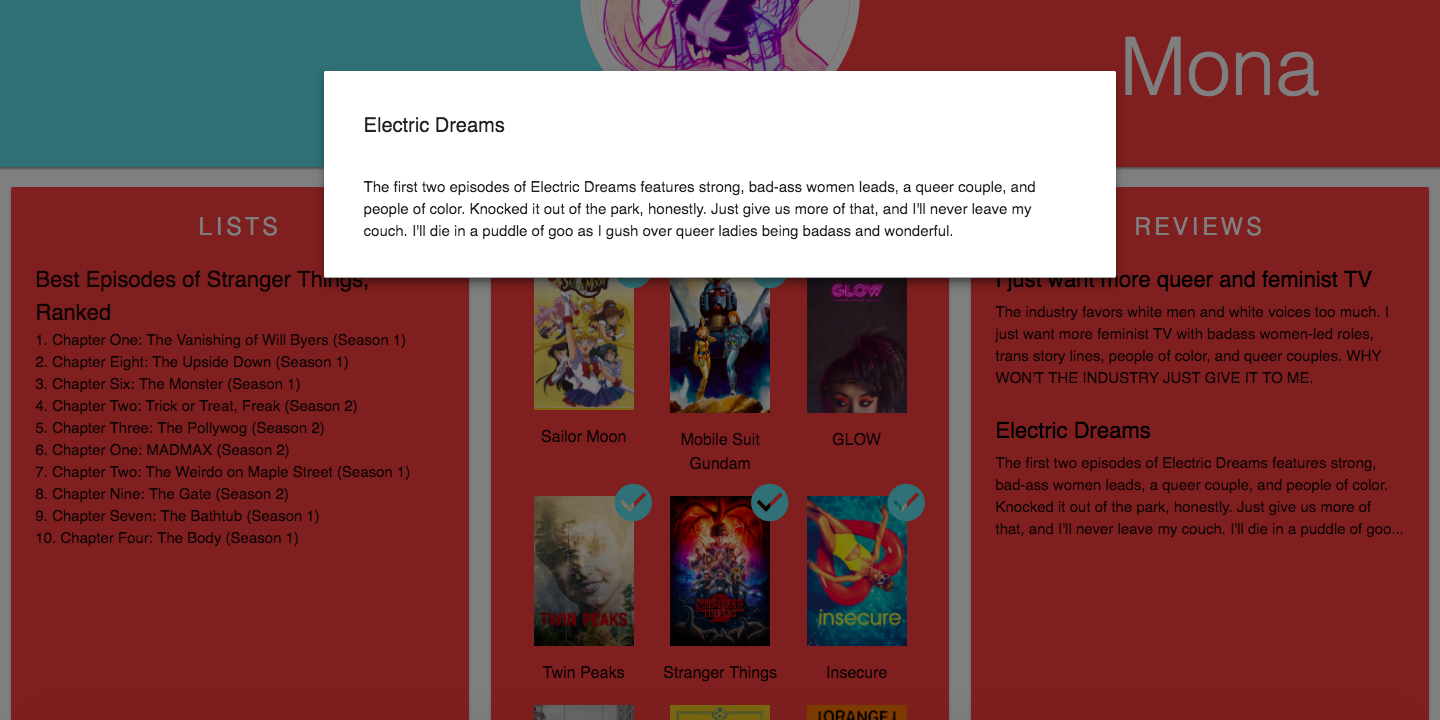 Mona
Electric Dreams
The first two episodes of Electric Dreams features strong, bad-ass women leads, a queer couple, and
people of color. Knocked it out of the park, honestly. Just give us more of that, and I'll never leave my
couch. I'll die in a puddle of goo as I gush over queer ladies being badass and wonderful.
LISTS
Best Episodes of Stranger Things,
Ranked
1. Chapter One: The Vanishing of Will Byers (Season 1)
2. Chapter Eight: The Upside Down (Season 1)
3. Chapter Six: The Monster (Season 1)
4. Chapter Two: Trick or Treat, Freak (Season 2)
5. Chapter Three: The Pollywog (Season 2)
6. Chapter One: MADMAX (Season 2)
7. Chapter Two: The Weirdo on Maple Street (Season 1)
8. Chapter Nine: The Gate (Season 2)
9. Chapter Seven: The Bathtub (Season 1)
10. Chapter Four: The Body (Season 1)
GLOW
Sailor Moon
Mobile Suit
Gundam
GLOW
TWIN PEAKS
insecure
Twin Peaks
Stranger Things
Insecure
REVIEWS
I just want more queer and feminist TV
The industry favors white men and white voices too much. I
just want more feminist TV with badass women-led roles,
trans story lines, people of color, and queer couples. WHY
WON'T THE INDUSTRY JUST GIVE IT TO ME.
Electric Dreams
The first two episodes of Electric Dreams features strong,
bad-ass women leads, a queer couple, and people of color.
Knocked it out of the park, honestly. Just give us more of
that, and I'll never leave my couch. I'll die in a puddle of goo...